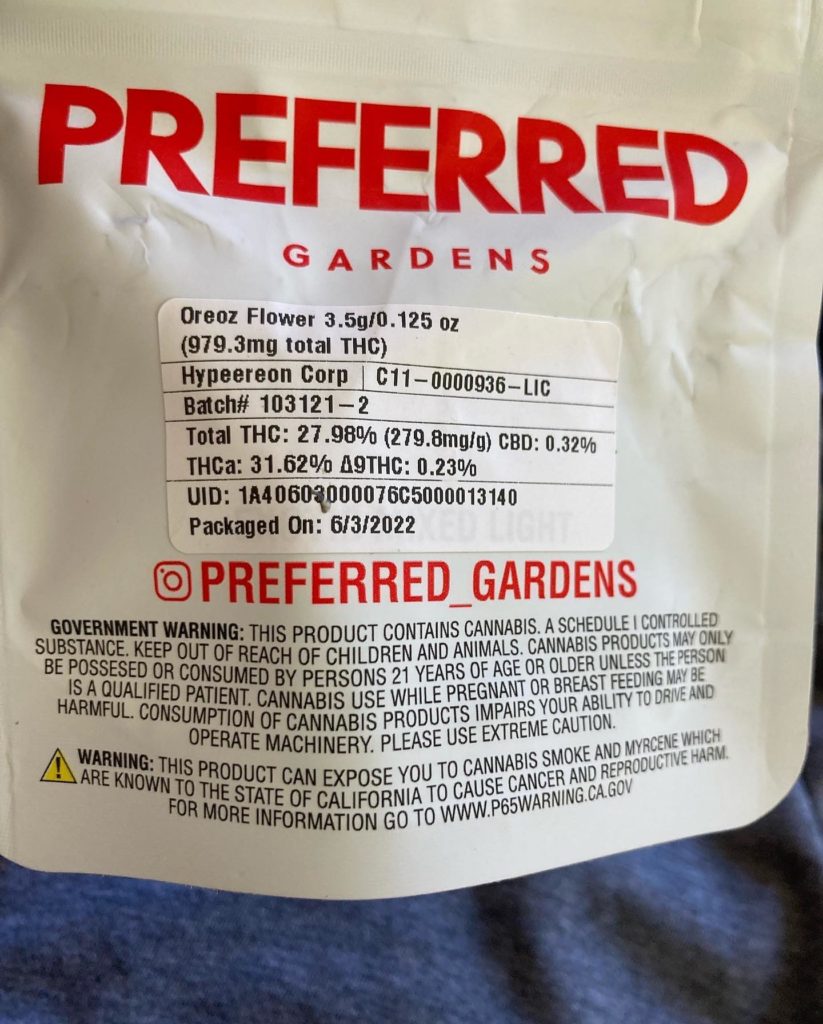 PREFERRED
GARDENS
Oreoz Flower 3.5g/0.125 oz
(979.3mg total THC)
Hypeereon Corp | C11-0000936-LIC
Batch# 103121-2
Total THC: 27.98% (279.8mg/g) CBD: 0.32%
THCa: 31.62% Δ9THC: 0.23%
UID: 1A40603000076C5000013140
Packaged On: 6/3/2022
MIXED LIGHT
PREFERRED_GARDENS
GOVERNMENT WARNING: THIS PRODUCT CONTAINS CANNABIS. A SCHEDULE I CONTROLLED
SUBSTANCE. KEEP OUT OF REACH OF CHILDREN AND ANIMALS. CANNABIS PRODUCTS MAY ONLY
BE POSSESED OR CONSUMED BY PERSONS 21 YEARS OF AGE OR OLDER UNLESS THE PERSON
IS A QUALIFIED PATIENT. CANNABIS USE WHILE PREGNANT OR BREAST FEEDING MAY BE
HARMFUL. CONSUMPTION OF CANNABIS PRODUCTS IMPAIRS YOUR ABILITY TO DRIVE AND
OPERATE MACHINERY. PLEASE USE EXTREME CAUTION.
WARNING: THIS PRODUCT CAN EXPOSE YOU TO CANNABIS SMOKE AND MYRCENE WHICH
ARE KNOWN TO THE STATE OF CALIFORNIA TO CAUSE CANCER AND REPRODUCTIVE HARM.
FOR MORE INFORMATION GO TO WWW.P65WARNING.CA.GOV